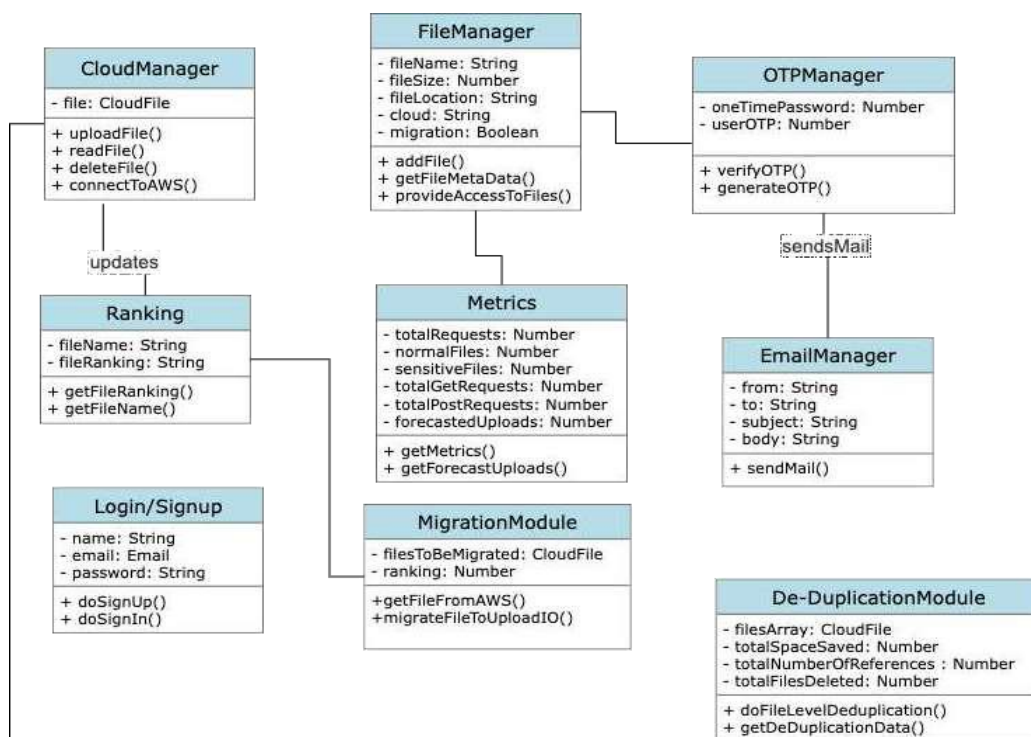 CloudManager
- file: CloudFile
+ uploadFile()
+ readFile()
+ deleteFile()
+ connectToAWS()
FileManager
- fileName: String
- fileSize: Number
- fileLocation: String
- cloud: String
- migration: Boolean
+ addFile()
+ getFileMetaData()
+ provideAccessToFiles()
OTPManager
- oneTimePassword: Number
- userOTP: Number
+ verifyOTP()
+ generateOTP()
updates
sendsMail
Ranking
- fileName: String
- fileRanking: String
+ getFileRanking()
+ getFileName()
Metrics
- totalRequests: Number
- normalFiles: Number
- sensitiveFiles: Number
- totalGetRequests: Number
- totalPostRequests: Number
- forecastedUploads: Number
+ getMetrics()
+ getForecastUploads()
EmailManager
- from: String
- to: String
- subject: String
- body: String
+ sendMail()
Login/Signup
- name: String
- email: Email
- password: String
+ doSignUp()
+ doSignIn()
MigrationModule
- filesToBeMigrated: CloudFile
- ranking: Number
+getFileFromAWS()
+migrateFileToUploadIO()
De-DuplicationModule
- filesArray: CloudFile
- totalSpaceSaved: Number
- totalNumberOfReferences : Number
- totalFilesDeleted: Number
+ doFileLevelDeduplication()
+ getDeDuplicationData()